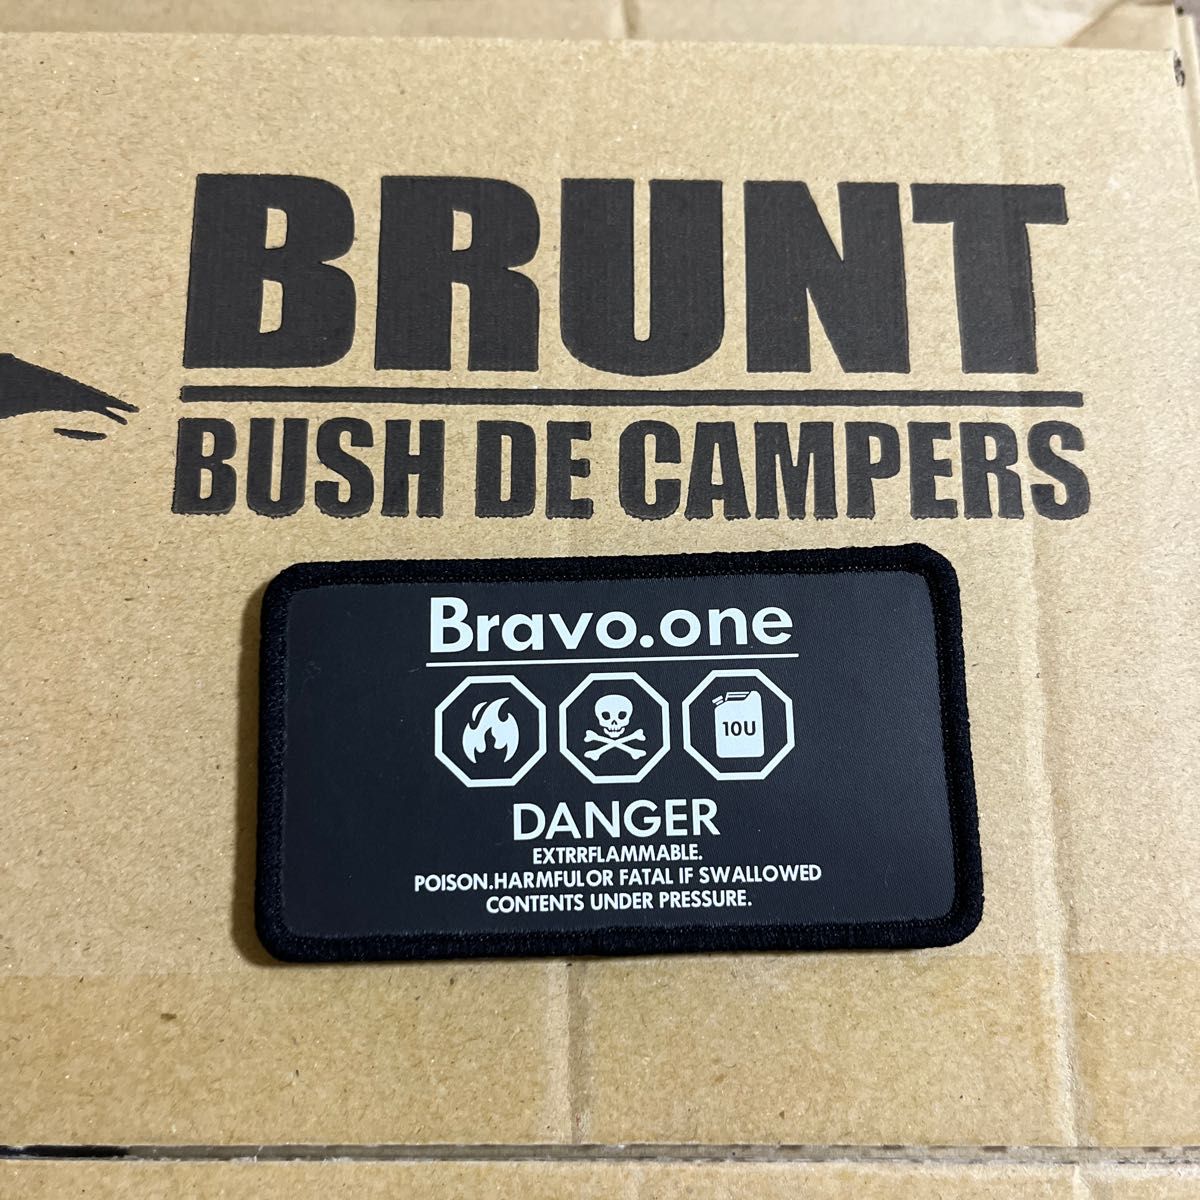 BRUNT
BUSH DE CAMPERS
Bravo.one
10U
DANGER
EXTRRFLAMMABLE.
POISON.HARMFULOR FATAL IF SWALLOWED
CONTENTS UNDER PRESSURE.